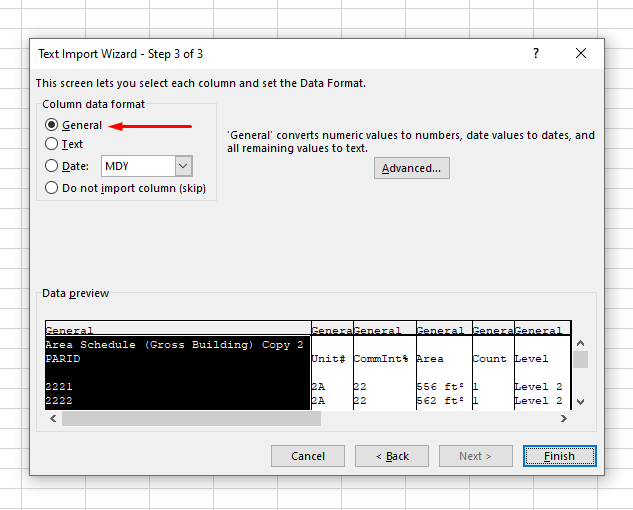 Text Import Wizard - Step 3 of 3
?
This screen lets you select each column and set the Data Format.
Column data format
General
Text
Date: MDY
Do not import column (skip)
'General' converts numeric values to numbers, date values to dates, and
all remaining values to text.
Advanced...
Data preview
General General General General General General
Area Schedule (Gross Building) Copy 2
PARID Unit# CommInt% Area Count Level
2221 2A 22 556 ft² 1 Level 2
2222 2A 22 562 ft² 1 Level 2
Cancel < Back Next > Finish